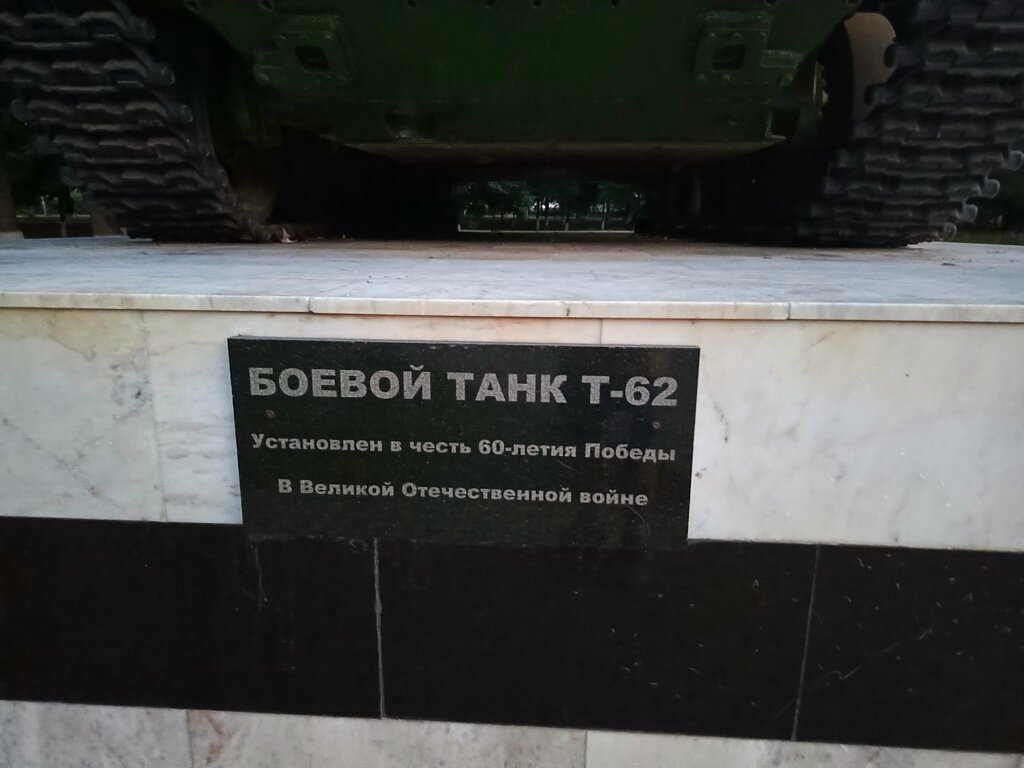 БОЕВОЙ ТАНК Т-62
Установлен в честь 60-летия Победы
В Великой Отечественной войне